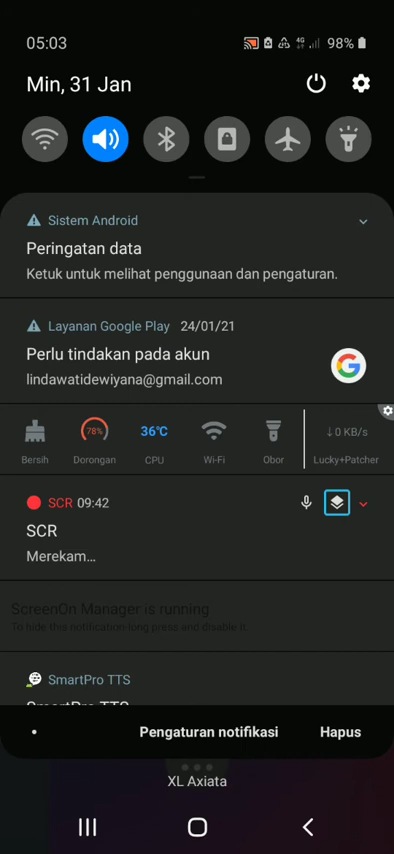 05:03
4G
98%
Min, 31 Jan
Sistem Android
Peringatan data
Ketuk untuk melihat penggunaan dan pengaturan.
Layanan Google Play 24/01/21
Perlu tindakan pada akun
lindawatidewiyana@gmail.com
78% 36°C ↓0 KB/s
Bersih Dorongan CPU Wi-Fi Obor Lucky+Patcher
SCR 09:42
SCR
Merekam...
ScreenOn Manager is running
To hide this notification-long press and disable it.
SmartPro TTS
SmartPro TTS
Pengaturan notifikasi Hapus
XL Axiata